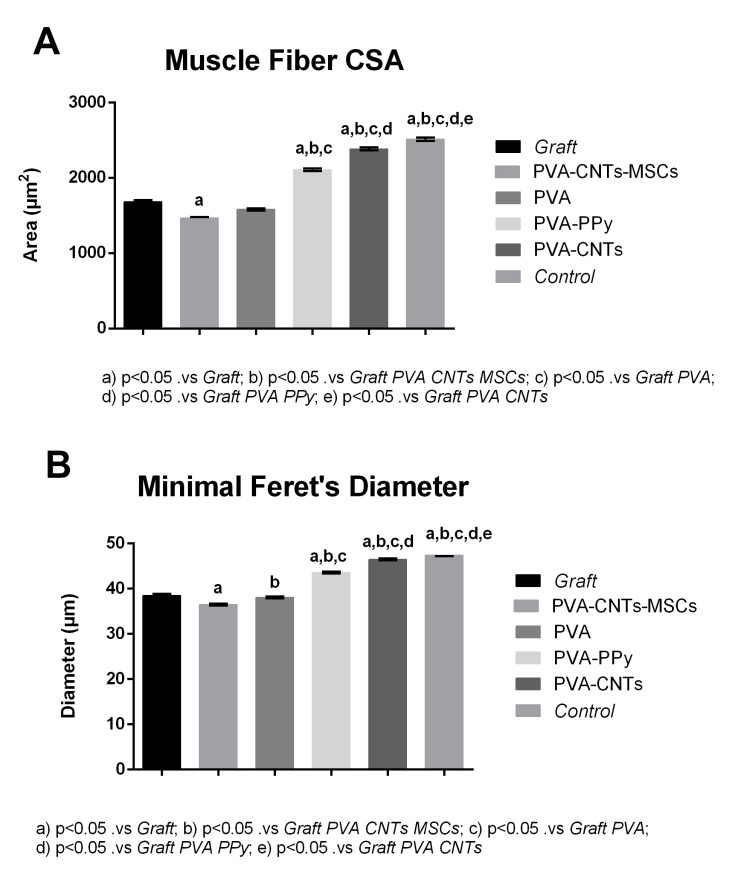 A
Muscle Fiber CSA
3000
2000
1000
0
Area (µm²)
a
a,b,c
a,b,c,d
a,b,c,d,e
Graft
PVA-CNTs-MSCs
PVA
PVA-PPy
PVA-CNTs
Control
a) p<0.05 .vs Graft; b) p<0.05 .vs Graft PVA CNTs MSCs; c) p<0.05 .vs Graft PVA;
d) p<0.05 .vs Graft PVA PPy; e) p<0.05 .vs Graft PVA CNTs
B
Minimal Feret's Diameter
50
40
30
20
10
0
Diameter (µm)
a
b
a,b,c
a,b,c,d
a,b,c,d,e
Graft
PVA-CNTs-MSCs
PVA
PVA-PPy
PVA-CNTs
Control
a) p<0.05 .vs Graft; b) p<0.05 .vs Graft PVA CNTs MSCs; c) p<0.05 .vs Graft PVA;
d) p<0.05 .vs Graft PVA PPy; e) p<0.05 .vs Graft PVA CNTs